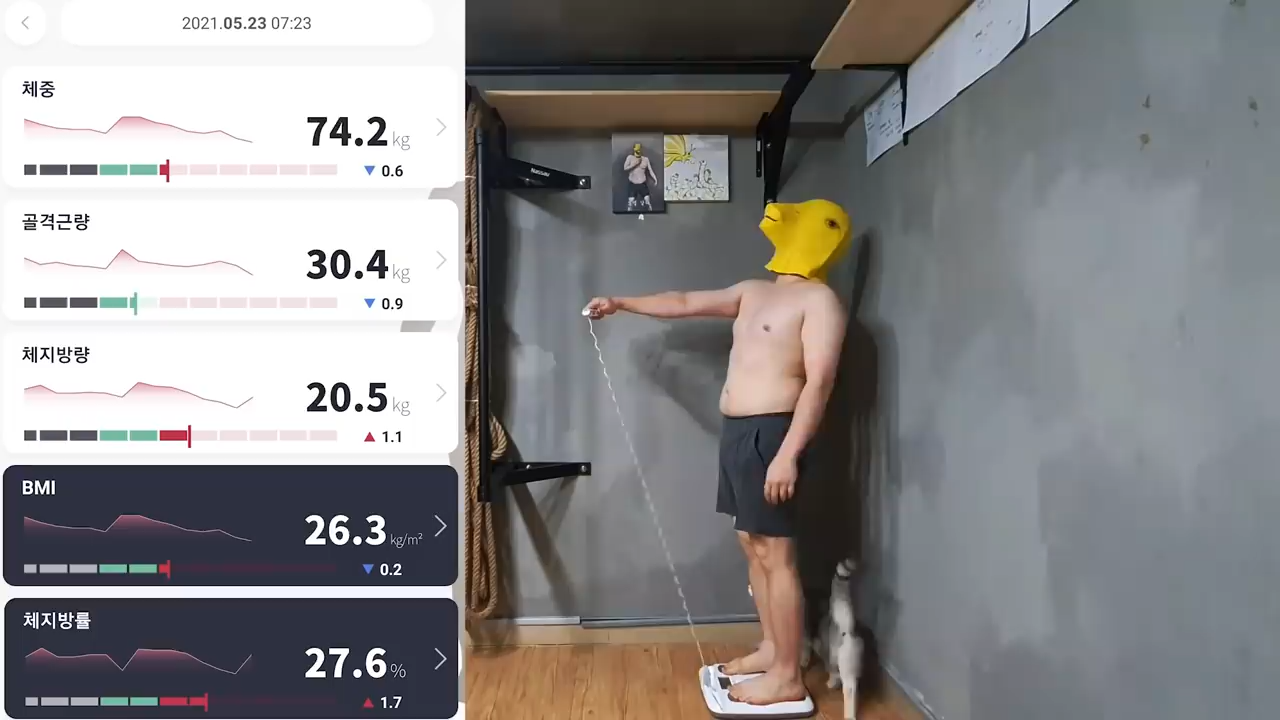 2021.05.23 07:23
체중
74.2 kg
▼ 0.6
골격근량
30.4 kg
▼ 0.9
체지방량
20.5 kg
▲ 1.1
BMI
26.3 kg/m²
▼ 0.2
체지방률
27.6 %
▲ 1.7